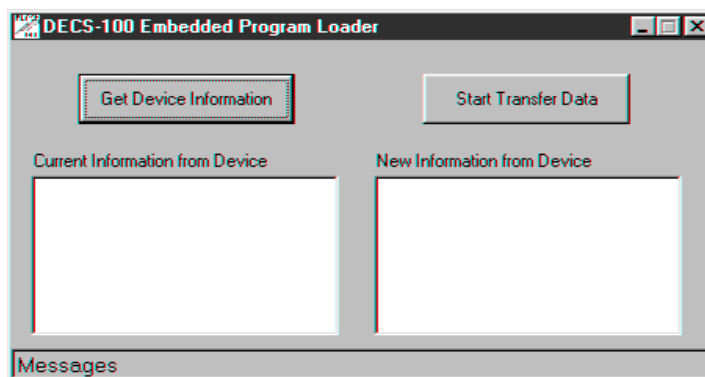 DECS-100 Embedded Program Loader
Get Device Information
Start Transfer Data
Current Information from Device
New Information from Device
Messages